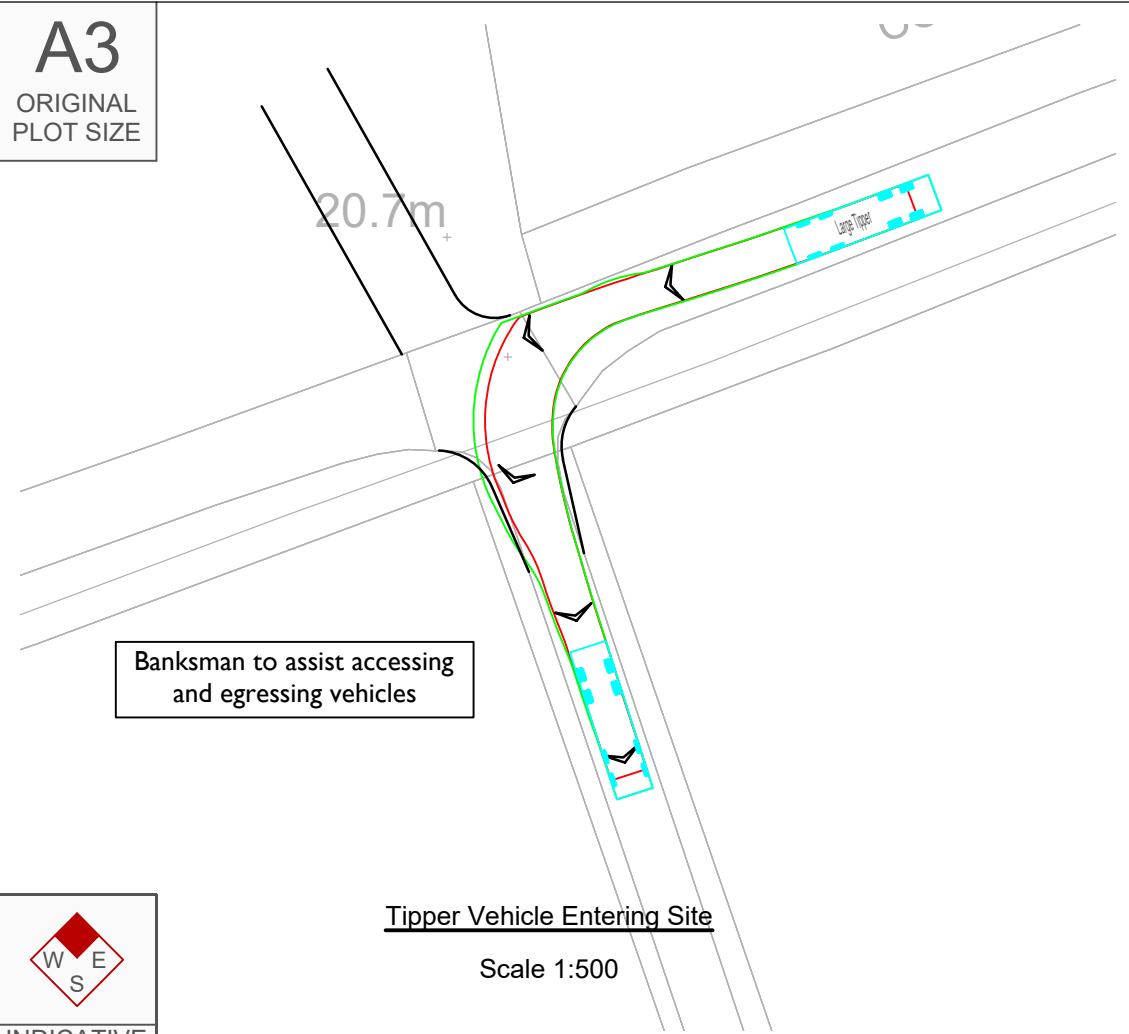 A3
ORIGINAL
PLOT SIZE
20.7m
Large Tipper
Banksman to assist accessing
and egressing vehicles
Tipper Vehicle Entering Site
Scale 1:500
W E
S
INDICATIVE